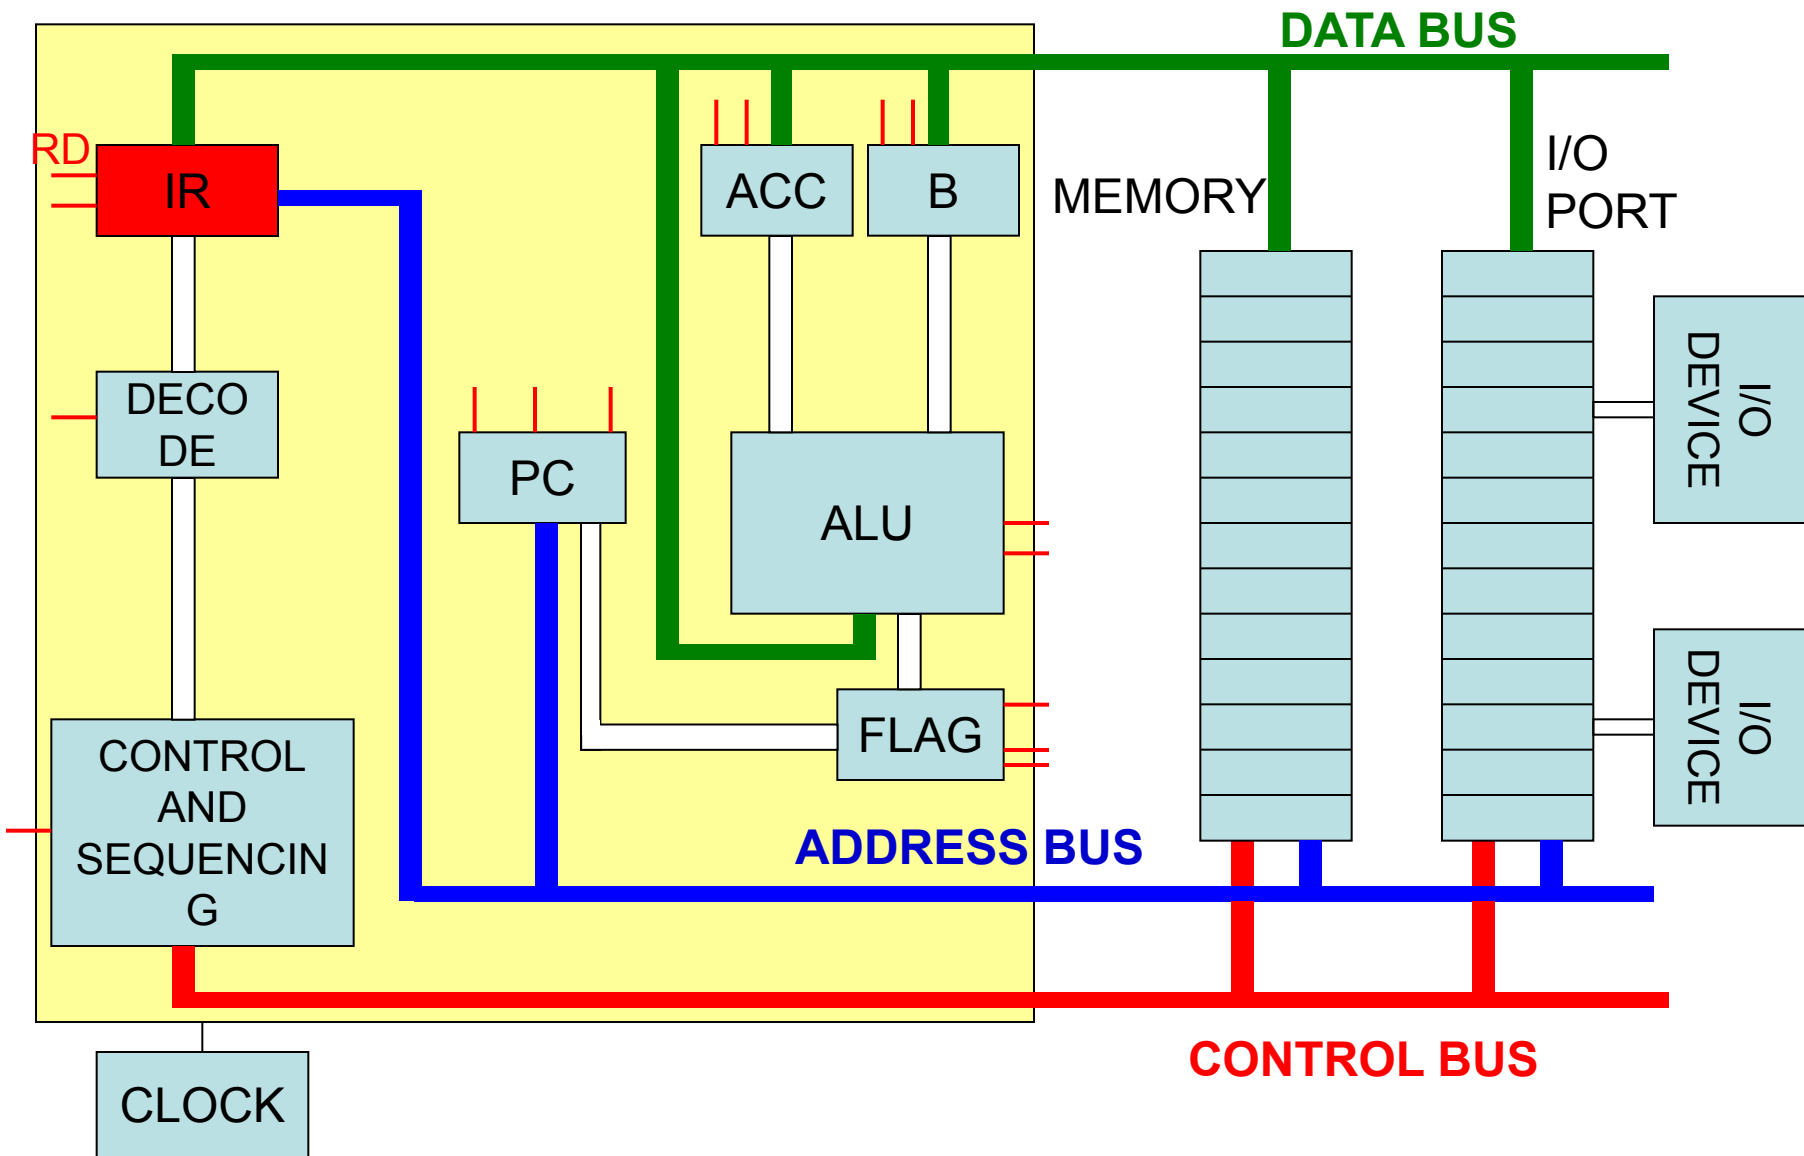 DATA BUS
RD
IR
ACC
B
MEMORY
I/O
PORT
DECO
DE
PC
ALU
I/O
DEVICE
FLAG
I/O
DEVICE
CONTROL
AND
SEQUENCIN
G
ADDRESS BUS
CONTROL BUS
CLOCK